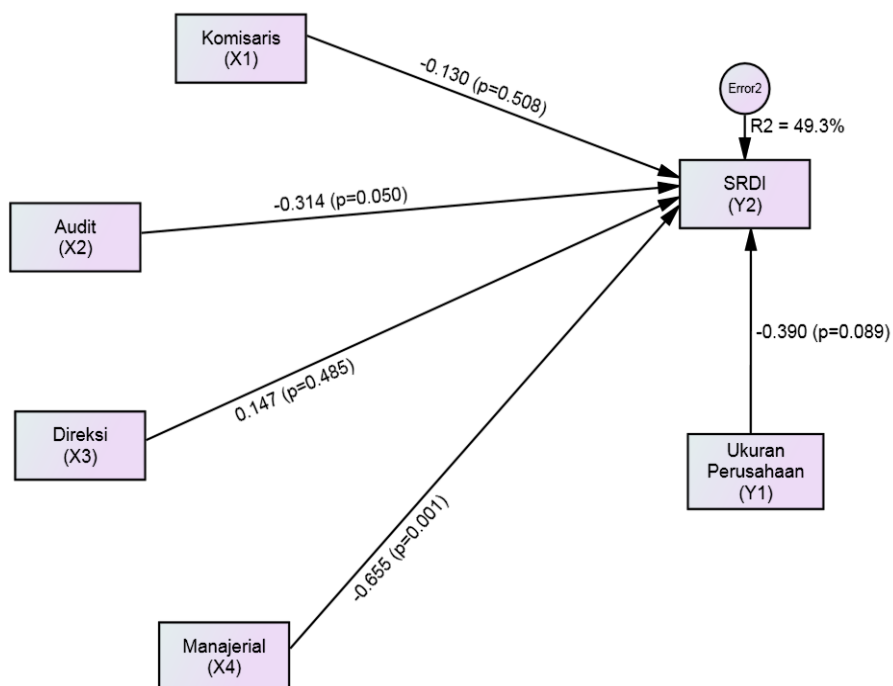 Komisaris
(X1)
-0.130 (p=0.508)
Error2
R2 = 49.3%
SRDI
(Y2)
-0.314 (p=0.050)
Audit
(X2)
-0.390 (p=0.089)
0.147 (p=0.485)
Direksi
(X3)
Ukuran
Perusahaan
(Y1)
-0.655 (p=0.001)
Manajerial
(X4)